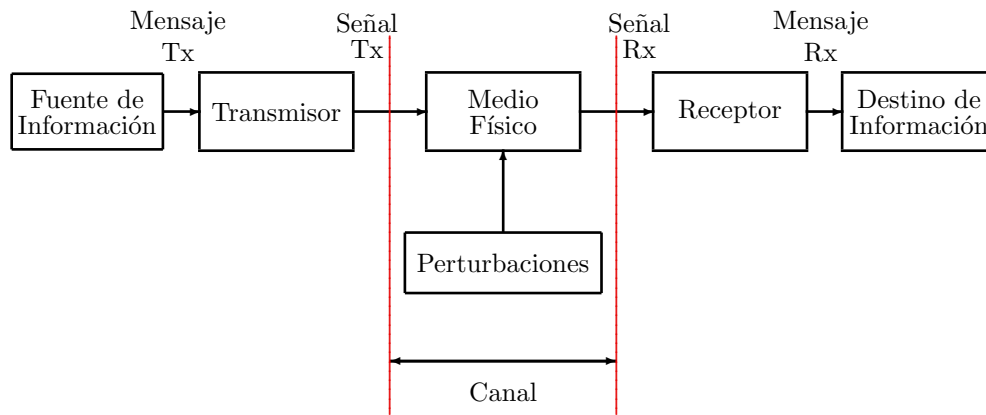 Mensaje
Tx
Señal
Tx
Señal
Rx
Mensaje
Rx
Fuente de
Información
Transmisor
Medio
Físico
Receptor
Destino de
Información
Perturbaciones
Canal